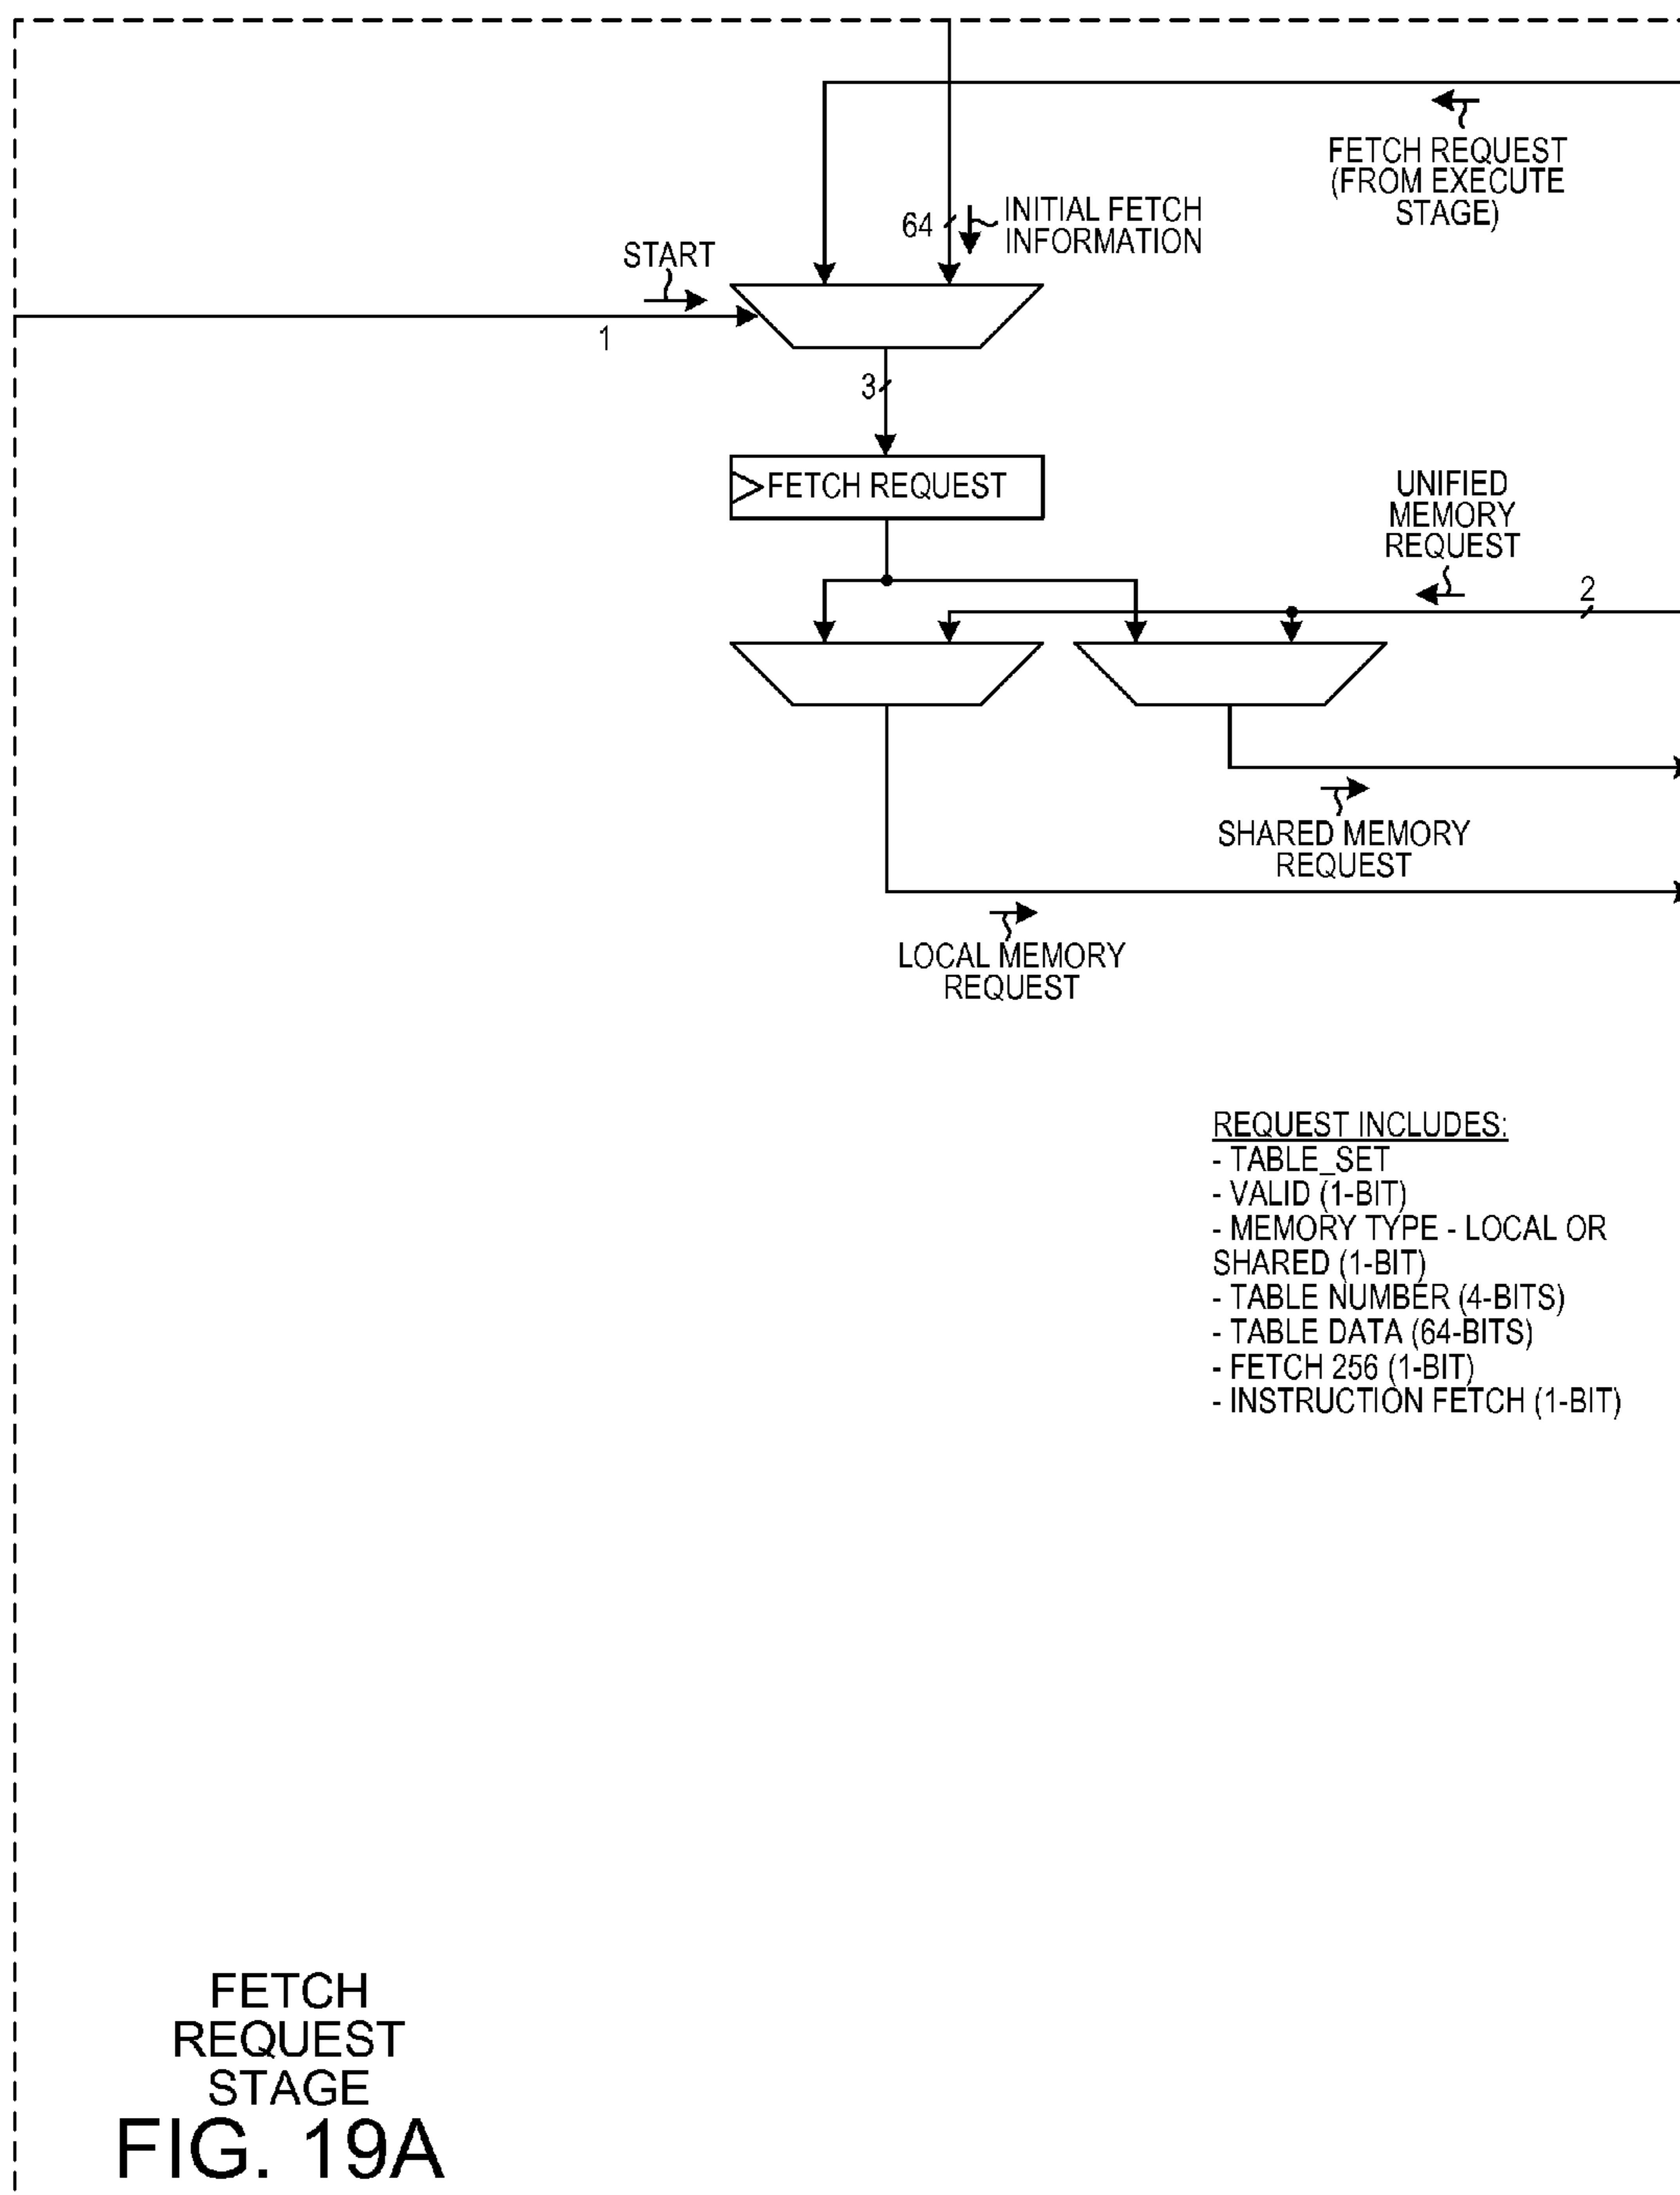 FETCH REQUEST
(FROM EXECUTE
STAGE)
64
INITIAL FETCH
INFORMATION
START
1
3
FETCH REQUEST
UNIFIED
MEMORY
REQUEST
2
SHARED MEMORY
REQUEST
LOCAL MEMORY
REQUEST
REQUEST INCLUDES:
- TABLE_SET
- VALID (1-BIT)
- MEMORY TYPE - LOCAL OR
SHARED (1-BIT)
- TABLE NUMBER (4-BITS)
- TABLE DATA (64-BITS)
- FETCH 256 (1-BIT)
- INSTRUCTION FETCH (1-BIT)
FETCH
REQUEST
STAGE
FIG. 19A